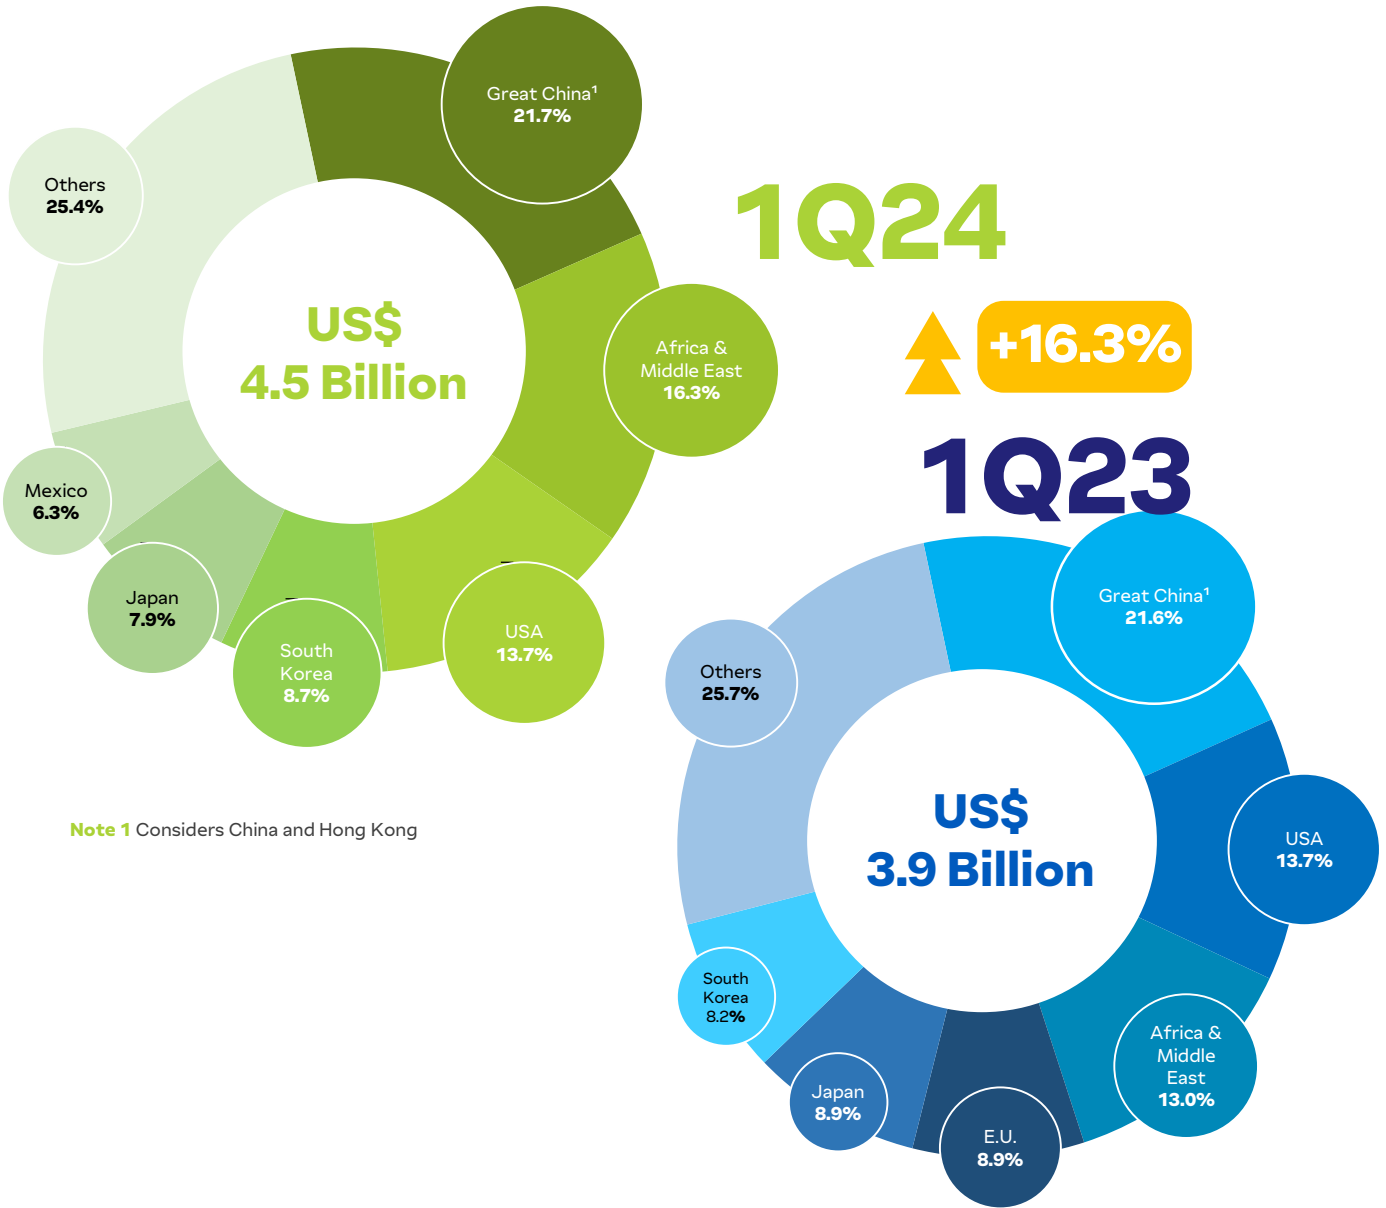 Great China¹
21.7%
Others
25.4%
1Q24
US$
4.5 Billion
Africa &
Middle East
16.3%
+16.3%
Mexico
6.3%
Japan
7.9%
South
Korea
8.7%
USA
13.7%
1Q23
Great China¹
21.6%
Others
25.7%
US$
3.9 Billion
USA
13.7%
South
Korea
8.2%
Japan
8.9%
E.U.
8.9%
Africa &
Middle
East
13.0%
Note 1 Considers China and Hong Kong